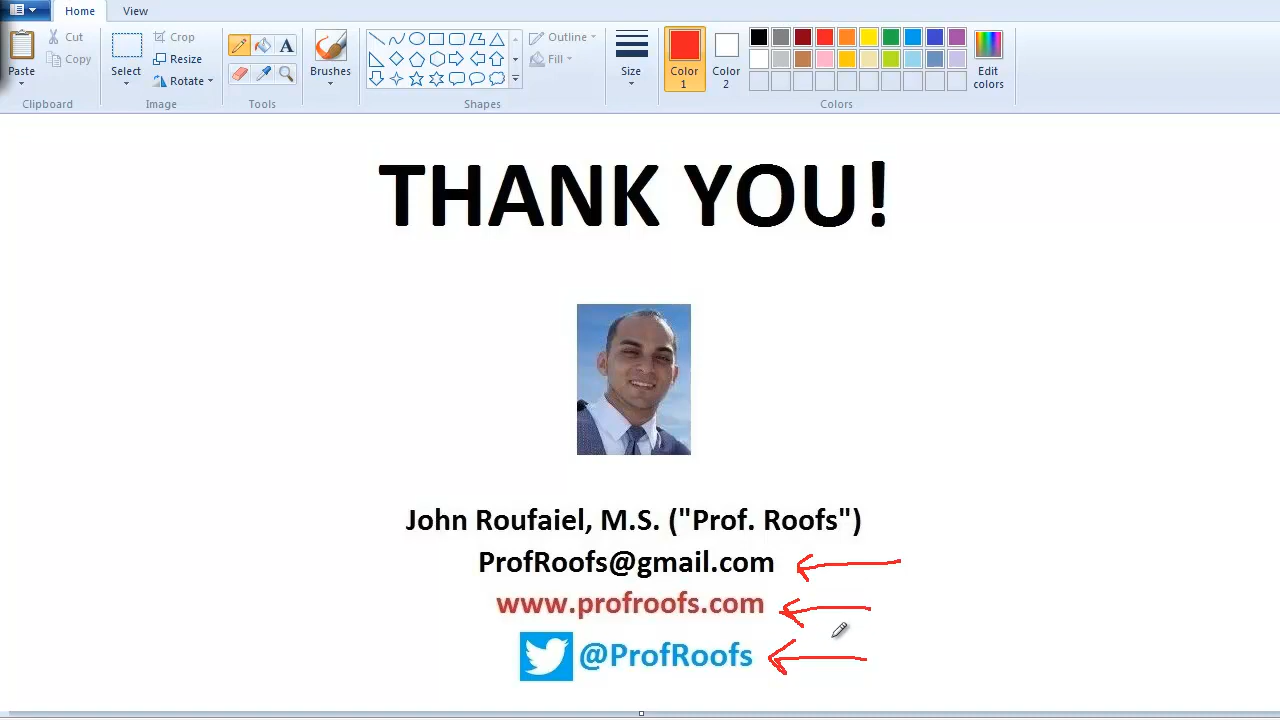 Home View
Cut
Copy
Paste
Clipboard
Crop
Resize
Rotate
Select
Image
Tools
Brushes
Outline
Fill
Shapes
Size
Color 1
Color 2
Edit colors
Colors
THANK YOU!
John Roufaiel, M.S. ("Prof. Roofs")
ProfRoofs@gmail.com
www.profroofs.com
@ProfRoofs